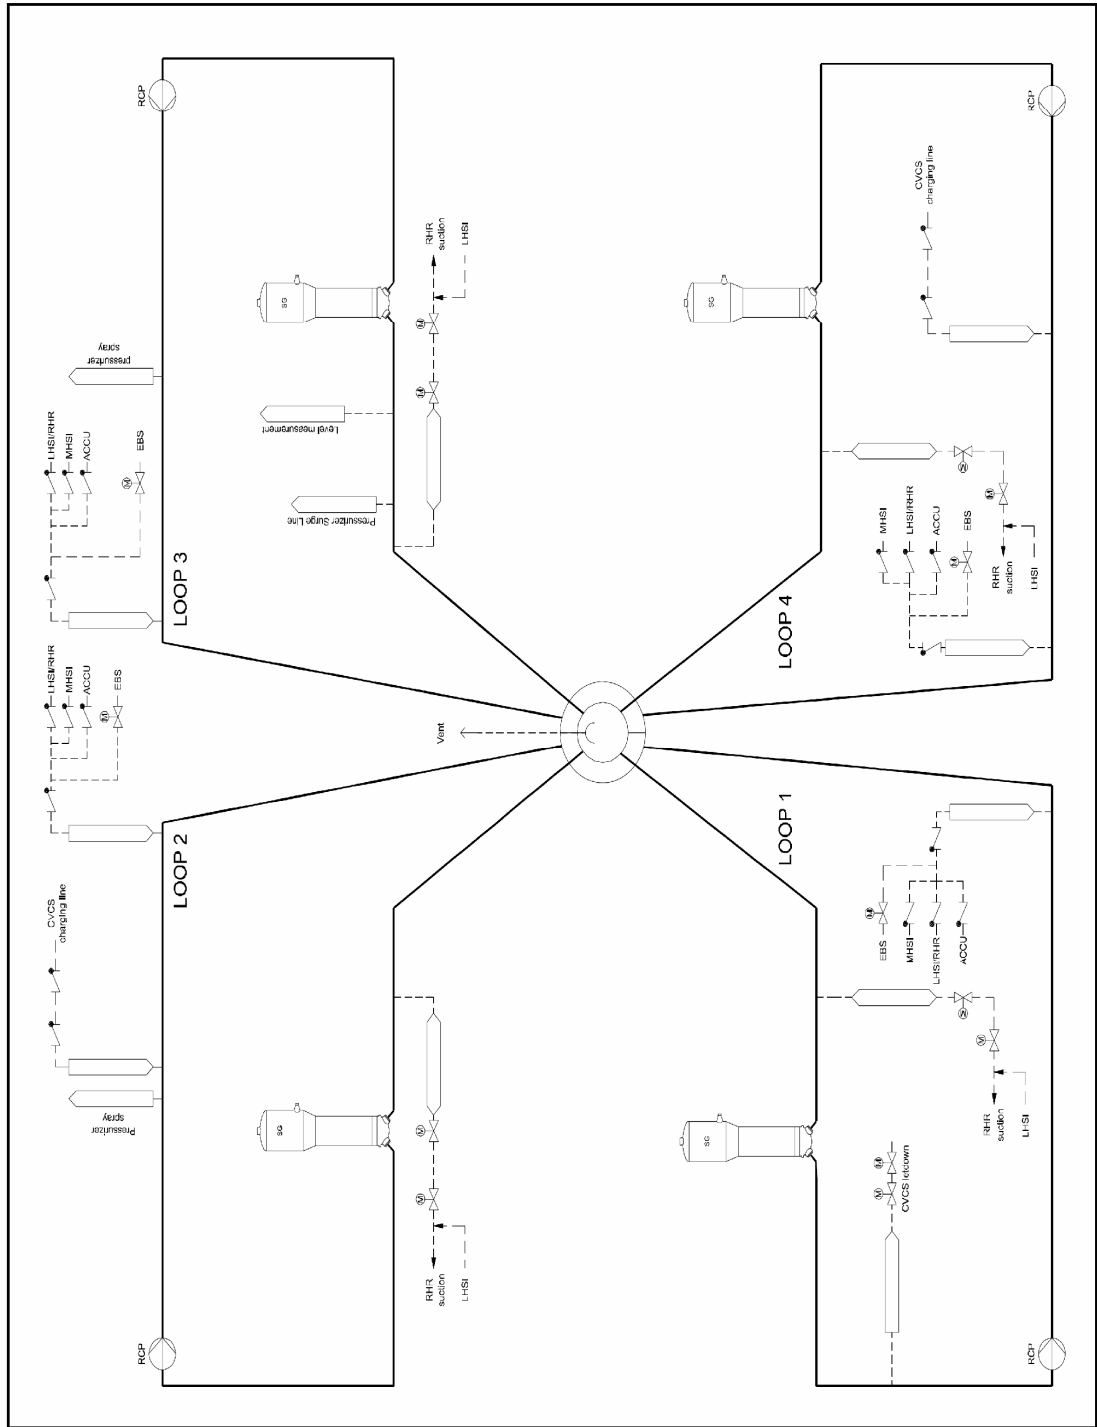 RCP
RCP
pressurizer
spray
SG
RHR
suction
LHSI
Level measurement
Pressurizer Surge Line
LHSI/RHR
MHSI
ACCU
EBS
LOOP 3
SG
CVCS
charging line
MHSI
LHSI/RHR
ACCU
EBS
RHR
suction
LHSI
LOOP 4
LHSI/RHR
MHSI
ACCU
EBS
Vent
LOOP 2
CVCS
charging line
Pressurizer
spray
SG
RHR
suction
LHSI
RCP
LOOP 1
EBS
MHSI
LHSI/RHR
ACCU
RHR
suction
LHSI
SG
CVCS letdown
RCP
M
M
M
M
M
M
M
M
M
M
M
M
M
M